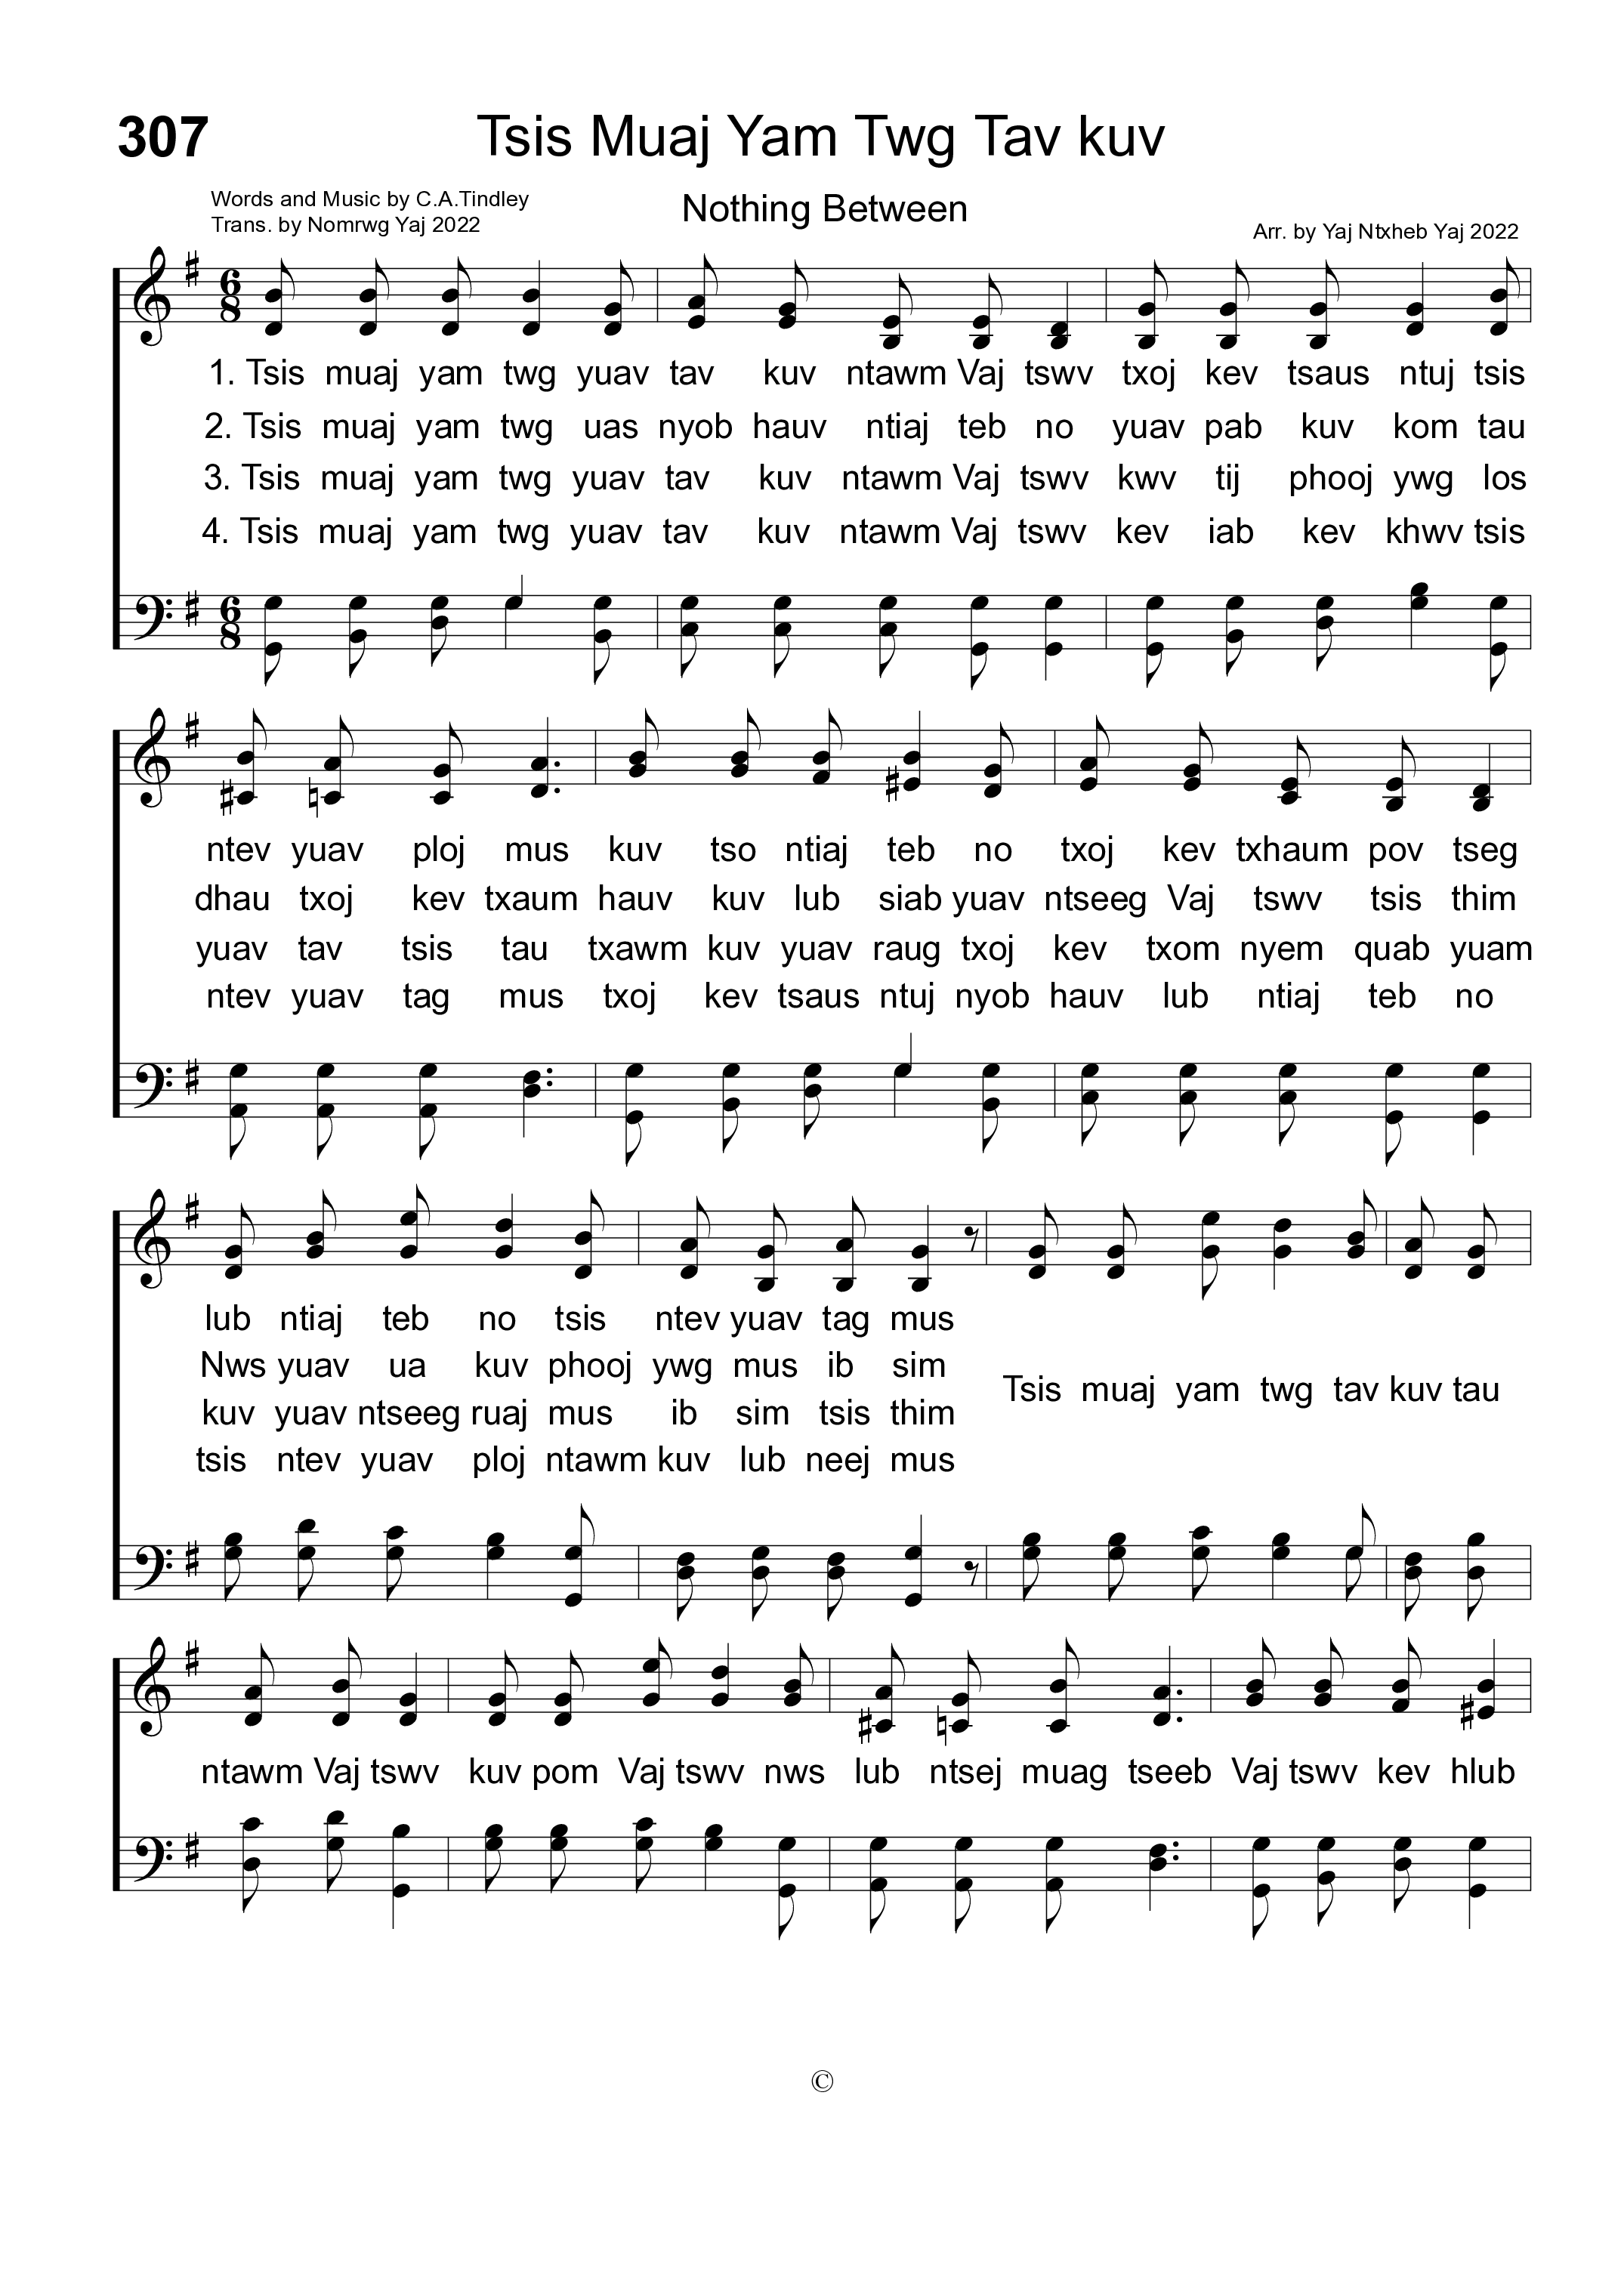 307
Tsis Muaj Yam Twg Tav kuv
Words and Music by C.A.Tindley
Trans. by Nomrwg Yaj 2022
Nothing Between
Arr. by Yaj Ntxheb Yaj 2022
6
8
1. Tsis muaj yam twg yuav tav kuv ntawm Vaj tswv txoj kev tsaus ntuj tsis
2. Tsis muaj yam twg uas nyob hauv ntiaj teb no yuav pab kuv kom tau
3. Tsis muaj yam twg yuav tav kuv ntawm Vaj tswv kwv tij phooj ywg los
4. Tsis muaj yam twg yuav tav kuv ntawm Vaj tswv kev iab kev khwv tsis
6
8
ntev yuav ploj mus kuv tso ntiaj teb no txoj kev txhaum pov tseg
dhau txoj kev txaum hauv kuv lub siab yuav ntseeg Vaj tswv tsis thim
yuav tav tsis tau txawm kuv yuav raug txoj kev txom nyem quab yuam
ntev yuav tag mus txoj kev tsaus ntuj nyob hauv lub ntiaj teb no
lub ntiaj teb no tsis ntev yuav tag mus
Nws yuav ua kuv phooj ywg mus ib sim
kuv yuav ntseeg ruaj mus ib sim tsis thim
tsis ntev yuav ploj ntawm kuv lub neej mus
Tsis muaj yam twg tav kuv tau
ntawm Vaj tswv kuv pom Vaj tswv nws lub ntsej muag tseeb Vaj tswv kev hlub
©